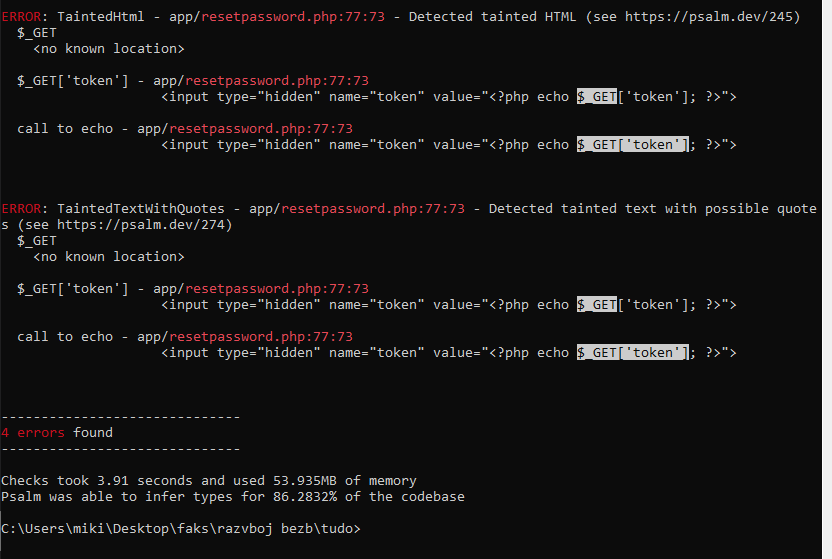 ERROR: TaintedHtml - app/resetpassword.php:77:73 - Detected tainted HTML (see https://psalm.dev/245)
$_GET
<no known location>
$_GET['token'] - app/resetpassword.php:77:73
<input type="hidden" name="token" value="<?php echo $_GET['token']; ?>">
call to echo - app/resetpassword.php:77:73
<input type="hidden" name="token" value="<?php echo $_GET['token']; ?>">
ERROR: TaintedTextWithQuotes - app/resetpassword.php:77:73 - Detected tainted text with possible quote
s (see https://psalm.dev/274)
$_GET
<no known location>
$_GET['token'] - app/resetpassword.php:77:73
<input type="hidden" name="token" value="<?php echo $_GET['token']; ?>">
call to echo - app/resetpassword.php:77:73
<input type="hidden" name="token" value="<?php echo $_GET['token']; ?>">
------------------------------
4 errors found
------------------------------
Checks took 3.91 seconds and used 53.935MB of memory
Psalm was able to infer types for 86.2832% of the codebase
C:\Users\miki\Desktop\faks\razvboj bezb\tudo>